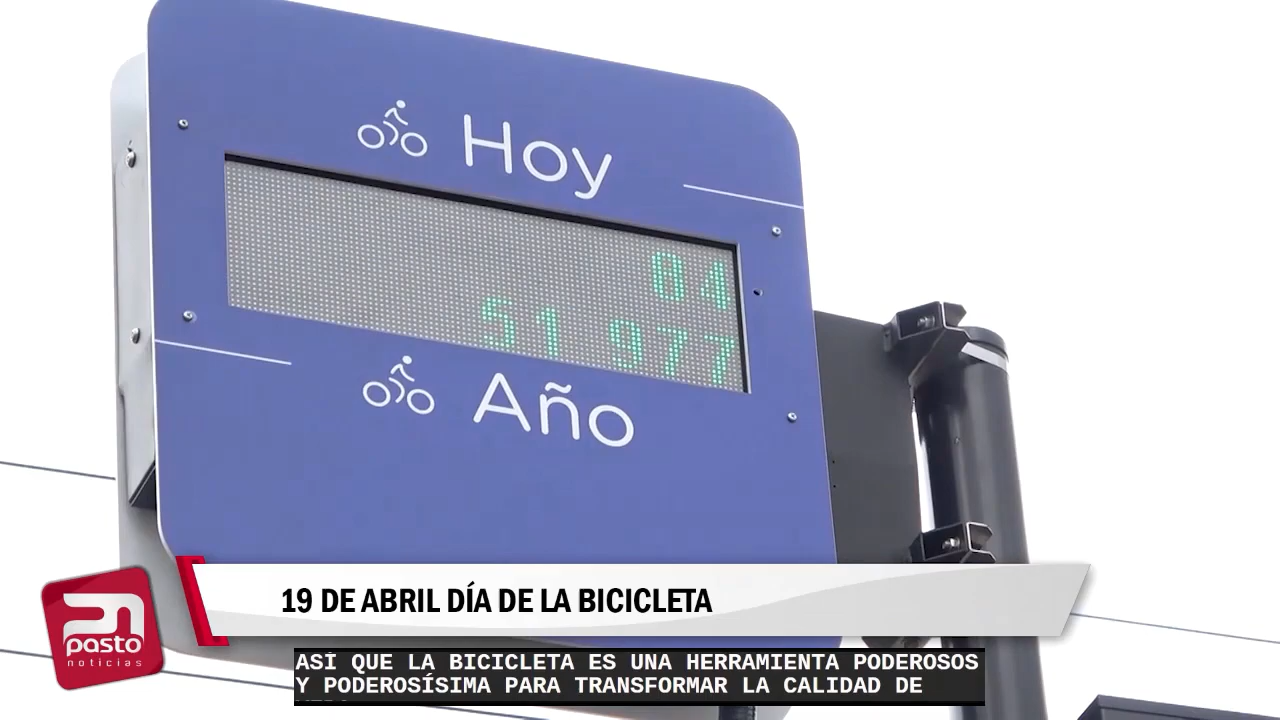 Hoy
04
51 977
Año
19 DE ABRIL DÍA DE LA BICICLETA
pasto
noticias
ASÍ QUE LA BICICLETA ES UNA HERRAMIENTA PODEROSOS
Y PODEROSÍSIMA PARA TRANSFORMAR LA CALIDAD DE